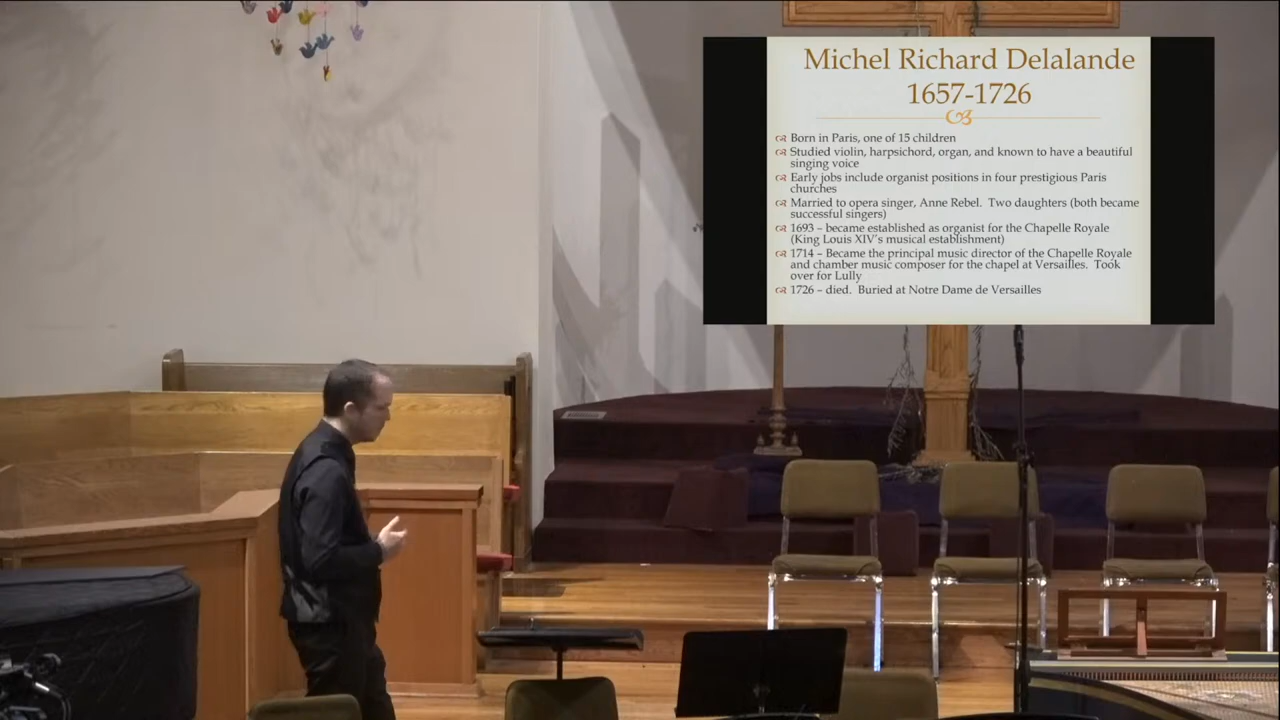 Michel Richard Delalande
1657-1726
Born in Paris, one of 15 children
Studied violin, harpsichord, organ, and known to have a beautiful
singing voice
Early jobs include organist positions in four prestigious Paris
churches
Married to opera singer, Anne Rebel. Two daughters (both became
successful singers)
1693 – became established as organist for the Chapelle Royale
(King Louis XIV's musical establishment)
1714 – Became the principal music director of the Chapelle Royale
and chamber music composer for the chapel at Versailles. Took
over for Lully
1726 – died. Buried at Notre Dame de Versailles